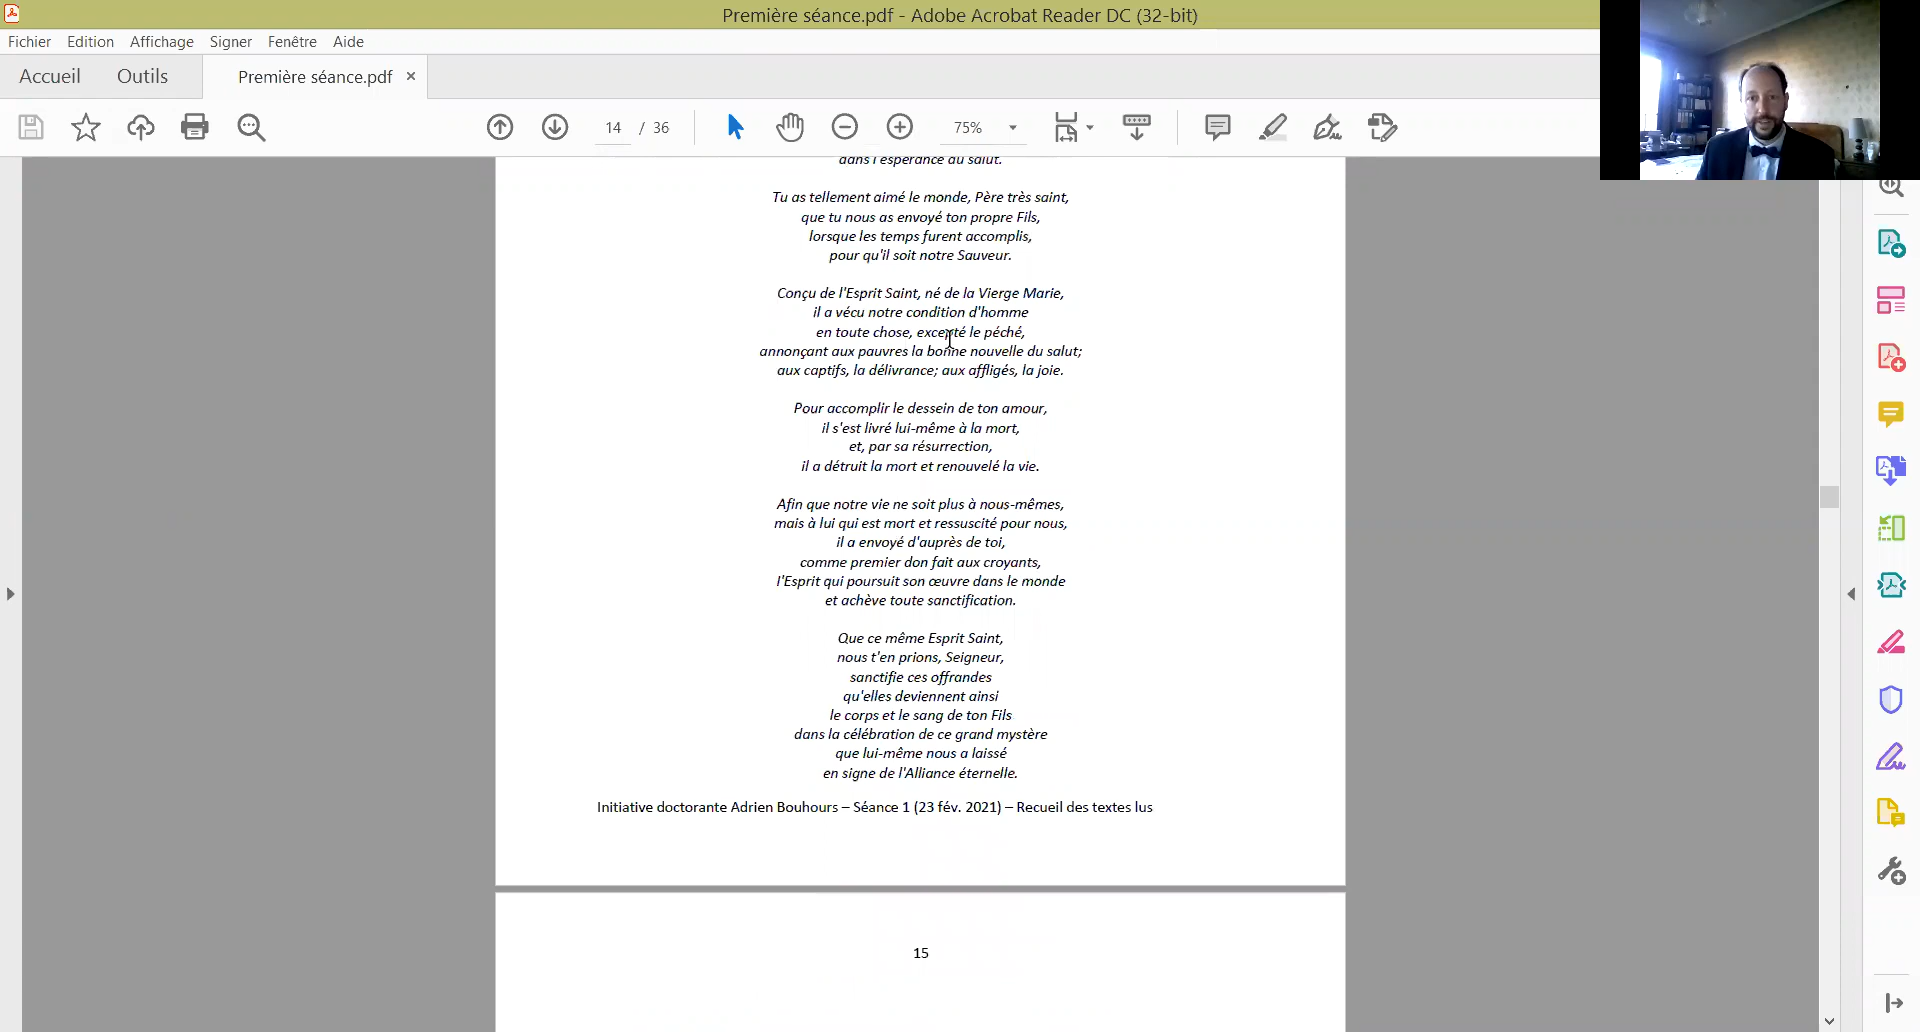 Première séance.pdf - Adobe Acrobat Reader DC (32-bit)
Fichier Edition Affichage Signer Fenêtre Aide
Accueil Outils Première séance.pdf ×
14 / 36 75%
dans l'espérance du salut.
Tu as tellement aimé le monde, Père très saint,
que tu nous as envoyé ton propre Fils,
lorsque les temps furent accomplis,
pour qu'il soit notre Sauveur.
Conçu de l'Esprit Saint, né de la Vierge Marie,
il a vécu notre condition d'homme
en toute chose, excepté le péché,
annonçant aux pauvres la bonne nouvelle du salut;
aux captifs, la délivrance; aux affligés, la joie.
Pour accomplir le dessein de ton amour,
il s'est livré lui-même à la mort,
et, par sa résurrection,
il a détruit la mort et renouvelé la vie.
Afin que notre vie ne soit plus à nous-mêmes,
mais à lui qui est mort et ressuscité pour nous,
il a envoyé d'auprès de toi,
comme premier don fait aux croyants,
l'Esprit qui poursuit son œuvre dans le monde
et achève toute sanctification.
Que ce même Esprit Saint,
nous t'en prions, Seigneur,
sanctifie ces offrandes
qu'elles deviennent ainsi
le corps et le sang de ton Fils
dans la célébration de ce grand mystère
que lui-même nous a laissé
en signe de l'Alliance éternelle.
Initiative doctorante Adrien Bouhours – Séance 1 (23 fév. 2021) – Recueil des textes lus
15